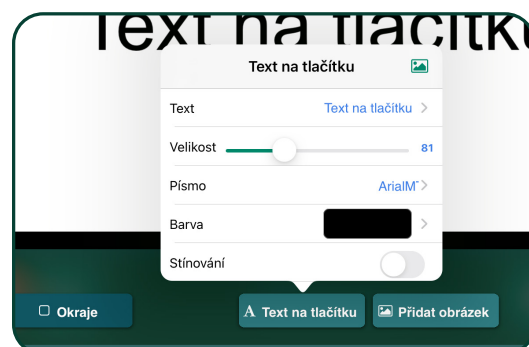 Text na tlačítku
Text na tlačítku
Text Text na tlačítku
Velikost 81
Písmo ArialMT
Barva
Stínování
Okraje
A Text na tlačítku
Přidat obrázek